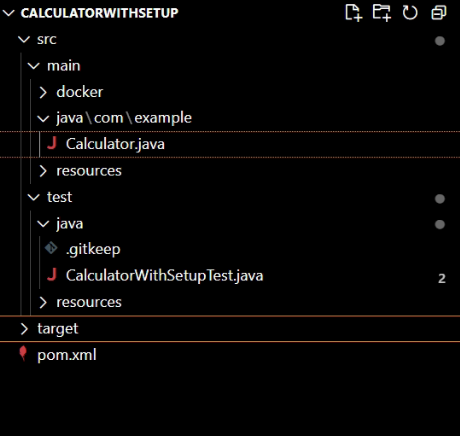 CALCULATORWITHSETUP
src
main
docker
java\com\example
Calculator.java
resources
test
java
.gitkeep
CalculatorWithSetupTest.java 2
resources
target
pom.xml